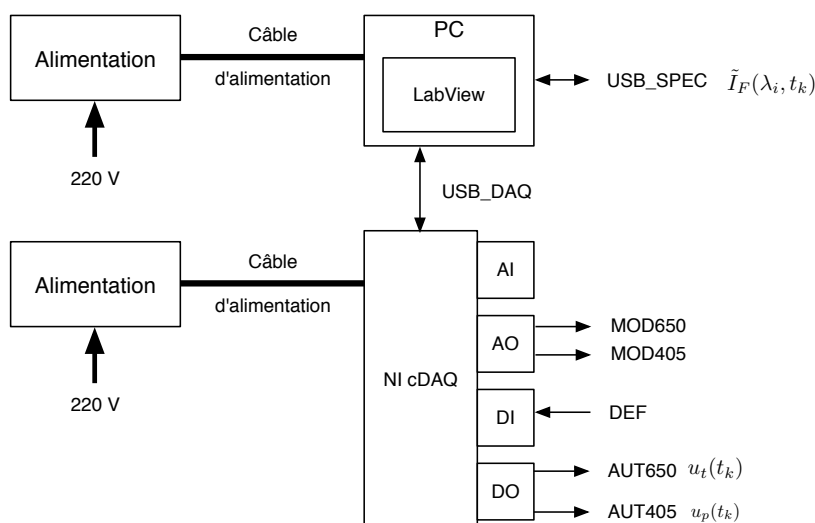 PC
Câble
Alimentation
d'alimentation
LabView
USB_SPEC Ĩ_F(λ_i, t_k)
220 V
USB_DAQ
Câble
Alimentation
d'alimentation
AI
AO
MOD650
MOD405
NI cDAQ
220 V
DI
DEF
DO
AUT650 u_t(t_k)
AUT405 u_p(t_k)